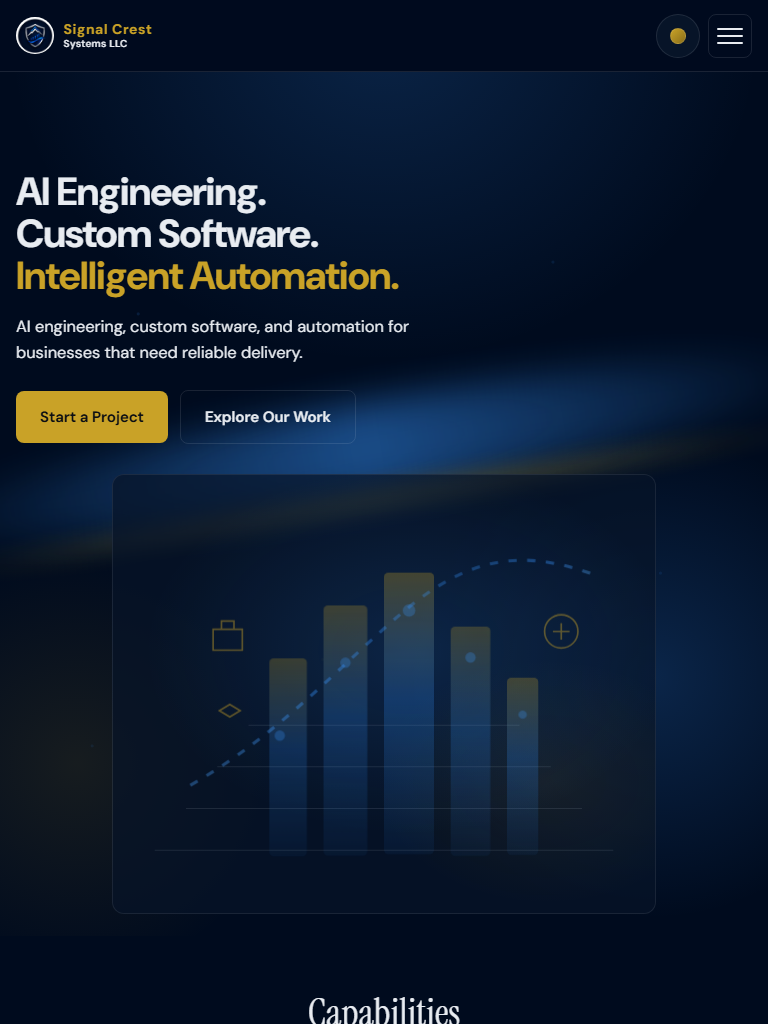 Signal Crest
Systems LLC
AI Engineering.
Custom Software.
Intelligent Automation.
AI engineering, custom software, and automation for
businesses that need reliable delivery.
Start a Project
Explore Our Work
Capabilities